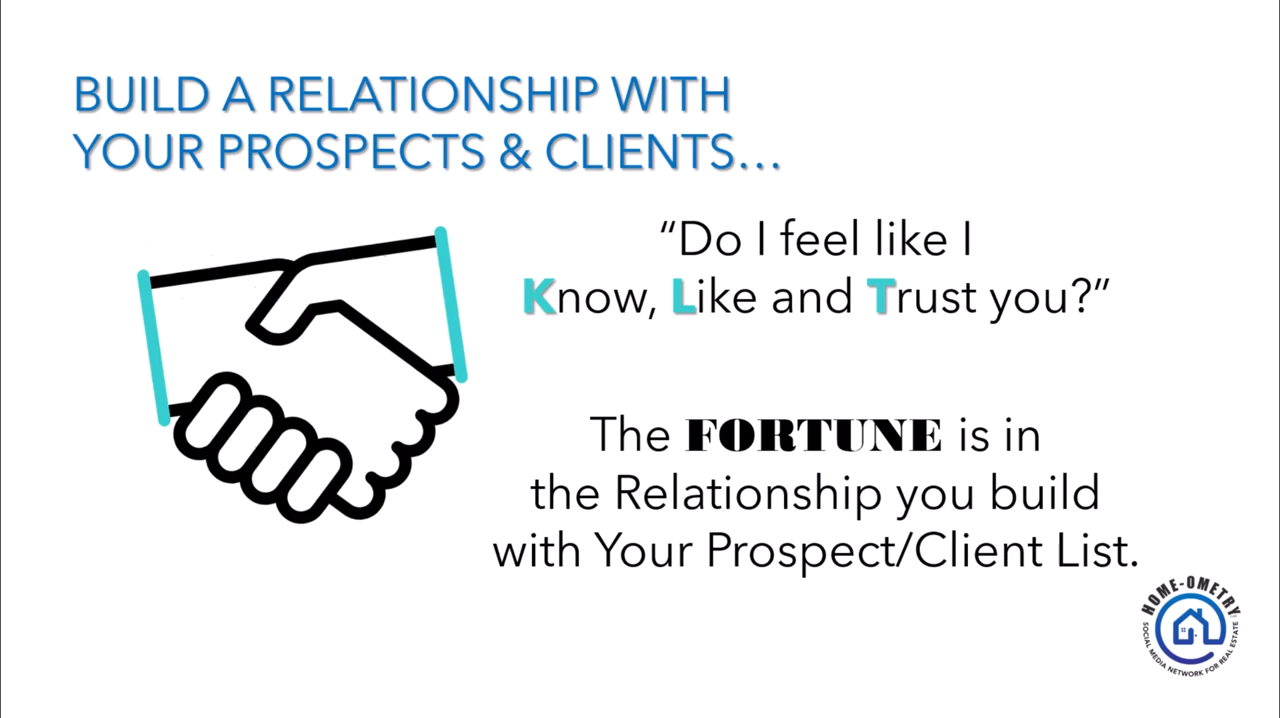 BUILD A RELATIONSHIP WITH
YOUR PROSPECTS & CLIENTS...
“Do I feel like I
Know, Like and Trust you?”
The FORTUNE is in
the Relationship you build
with Your Prospect/Client List.
HOME-OMETRY
SOCIAL MEDIA NETWORK FOR REAL ESTATE